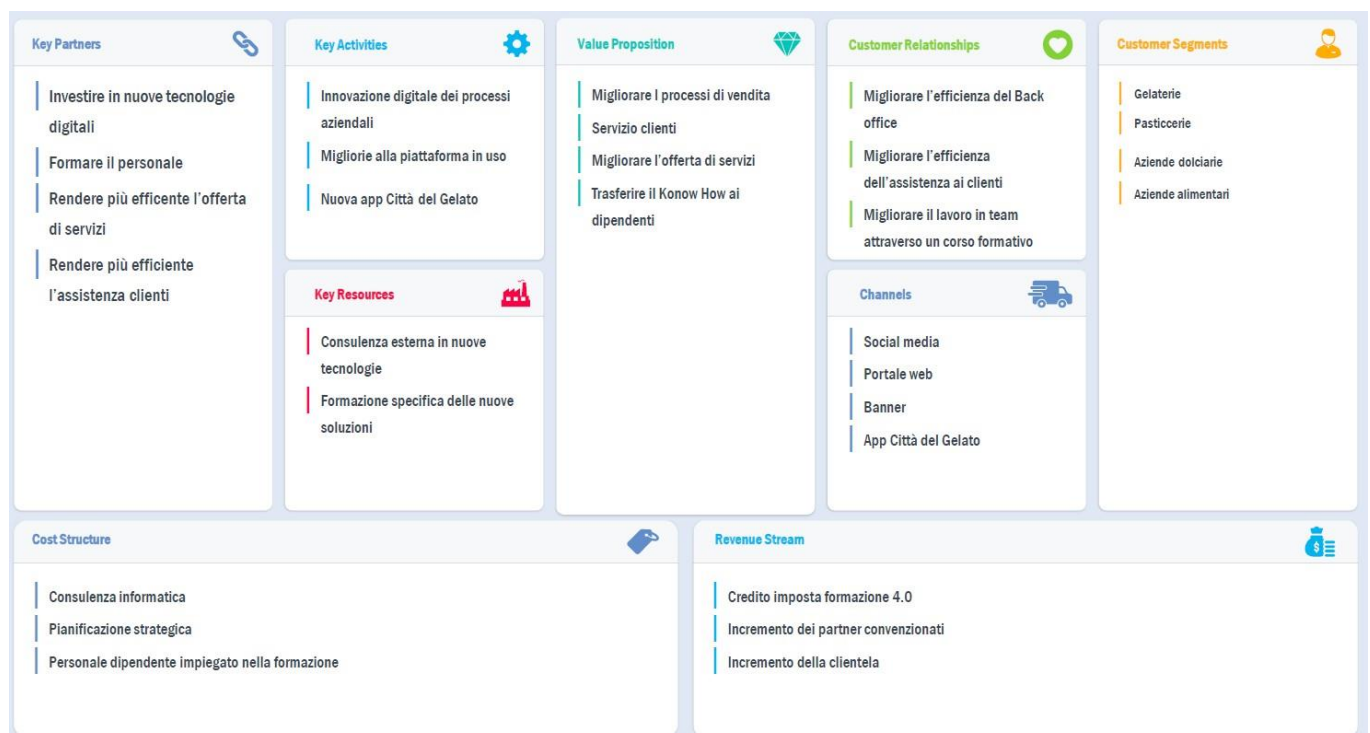 Key Partners
Investire in nuove tecnologie
digitali
Formare il personale
Rendere più efficente l'offerta
di servizi
Rendere più efficiente
l'assistenza clienti
Key Activities
Innovazione digitale dei processi
aziendali
Migliorie alla piattaforma in uso
Nuova app Città del Gelato
Key Resources
Consulenza esterna in nuove
tecnologie
Formazione specifica delle nuove
soluzioni
Value Proposition
Migliorare I processi di vendita
Servizio clienti
Migliorare l'offerta di servizi
Trasferire il Konow How ai
dipendenti
Customer Relationships
Migliorare l'efficienza del Back
office
Migliorare l'efficienza
dell'assistenza ai clienti
Migliorare il lavoro in team
attraverso un corso formativo
Channels
Social media
Portale web
Banner
App Città del Gelato
Customer Segments
Gelaterie
Pasticcerie
Aziende dolciarie
Aziende alimentari
Cost Structure
Consulenza informatica
Pianificazione strategica
Personale dipendente impiegato nella formazione
Revenue Stream
$
Credito imposta formazione 4.0
Incremento dei partner convenzionati
Incremento della clientela